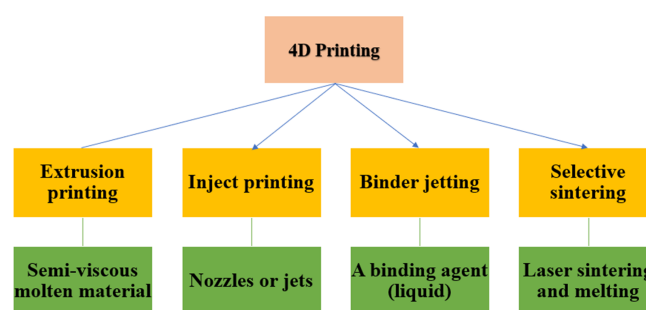 4D Printing
Extrusion
printing
Inject printing
Binder jetting
Selective
sintering
Semi-viscous
molten material
Nozzles or jets
A binding agent
(liquid)
Laser sintering
and melting